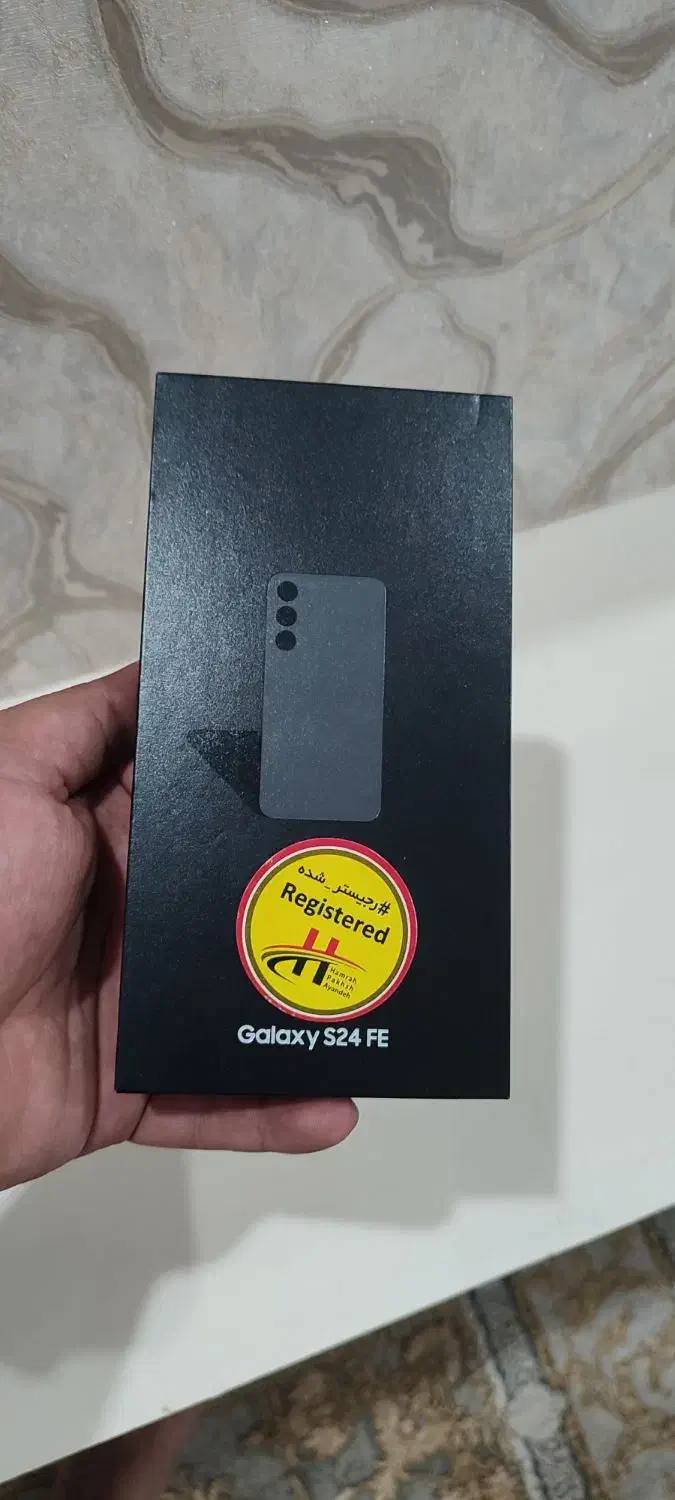 #رجیستر_شده
Registered
Hamrah
Pakhsh
Ayandeh
Galaxy S24 FE